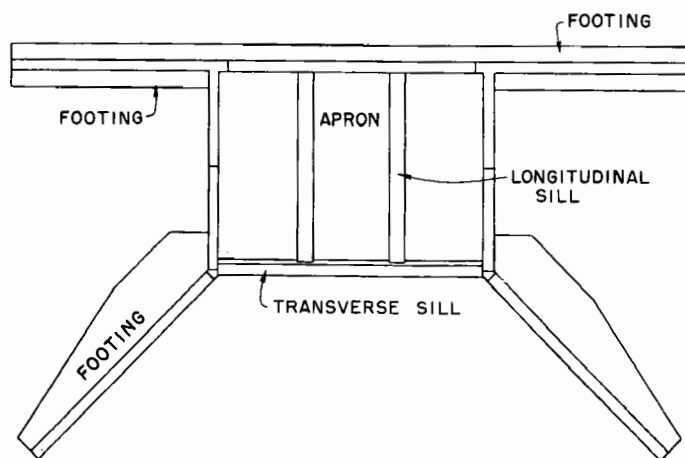 FOOTING
FOOTING
APRON
LONGITUDINAL
SILL
TRANSVERSE SILL
FOOTING